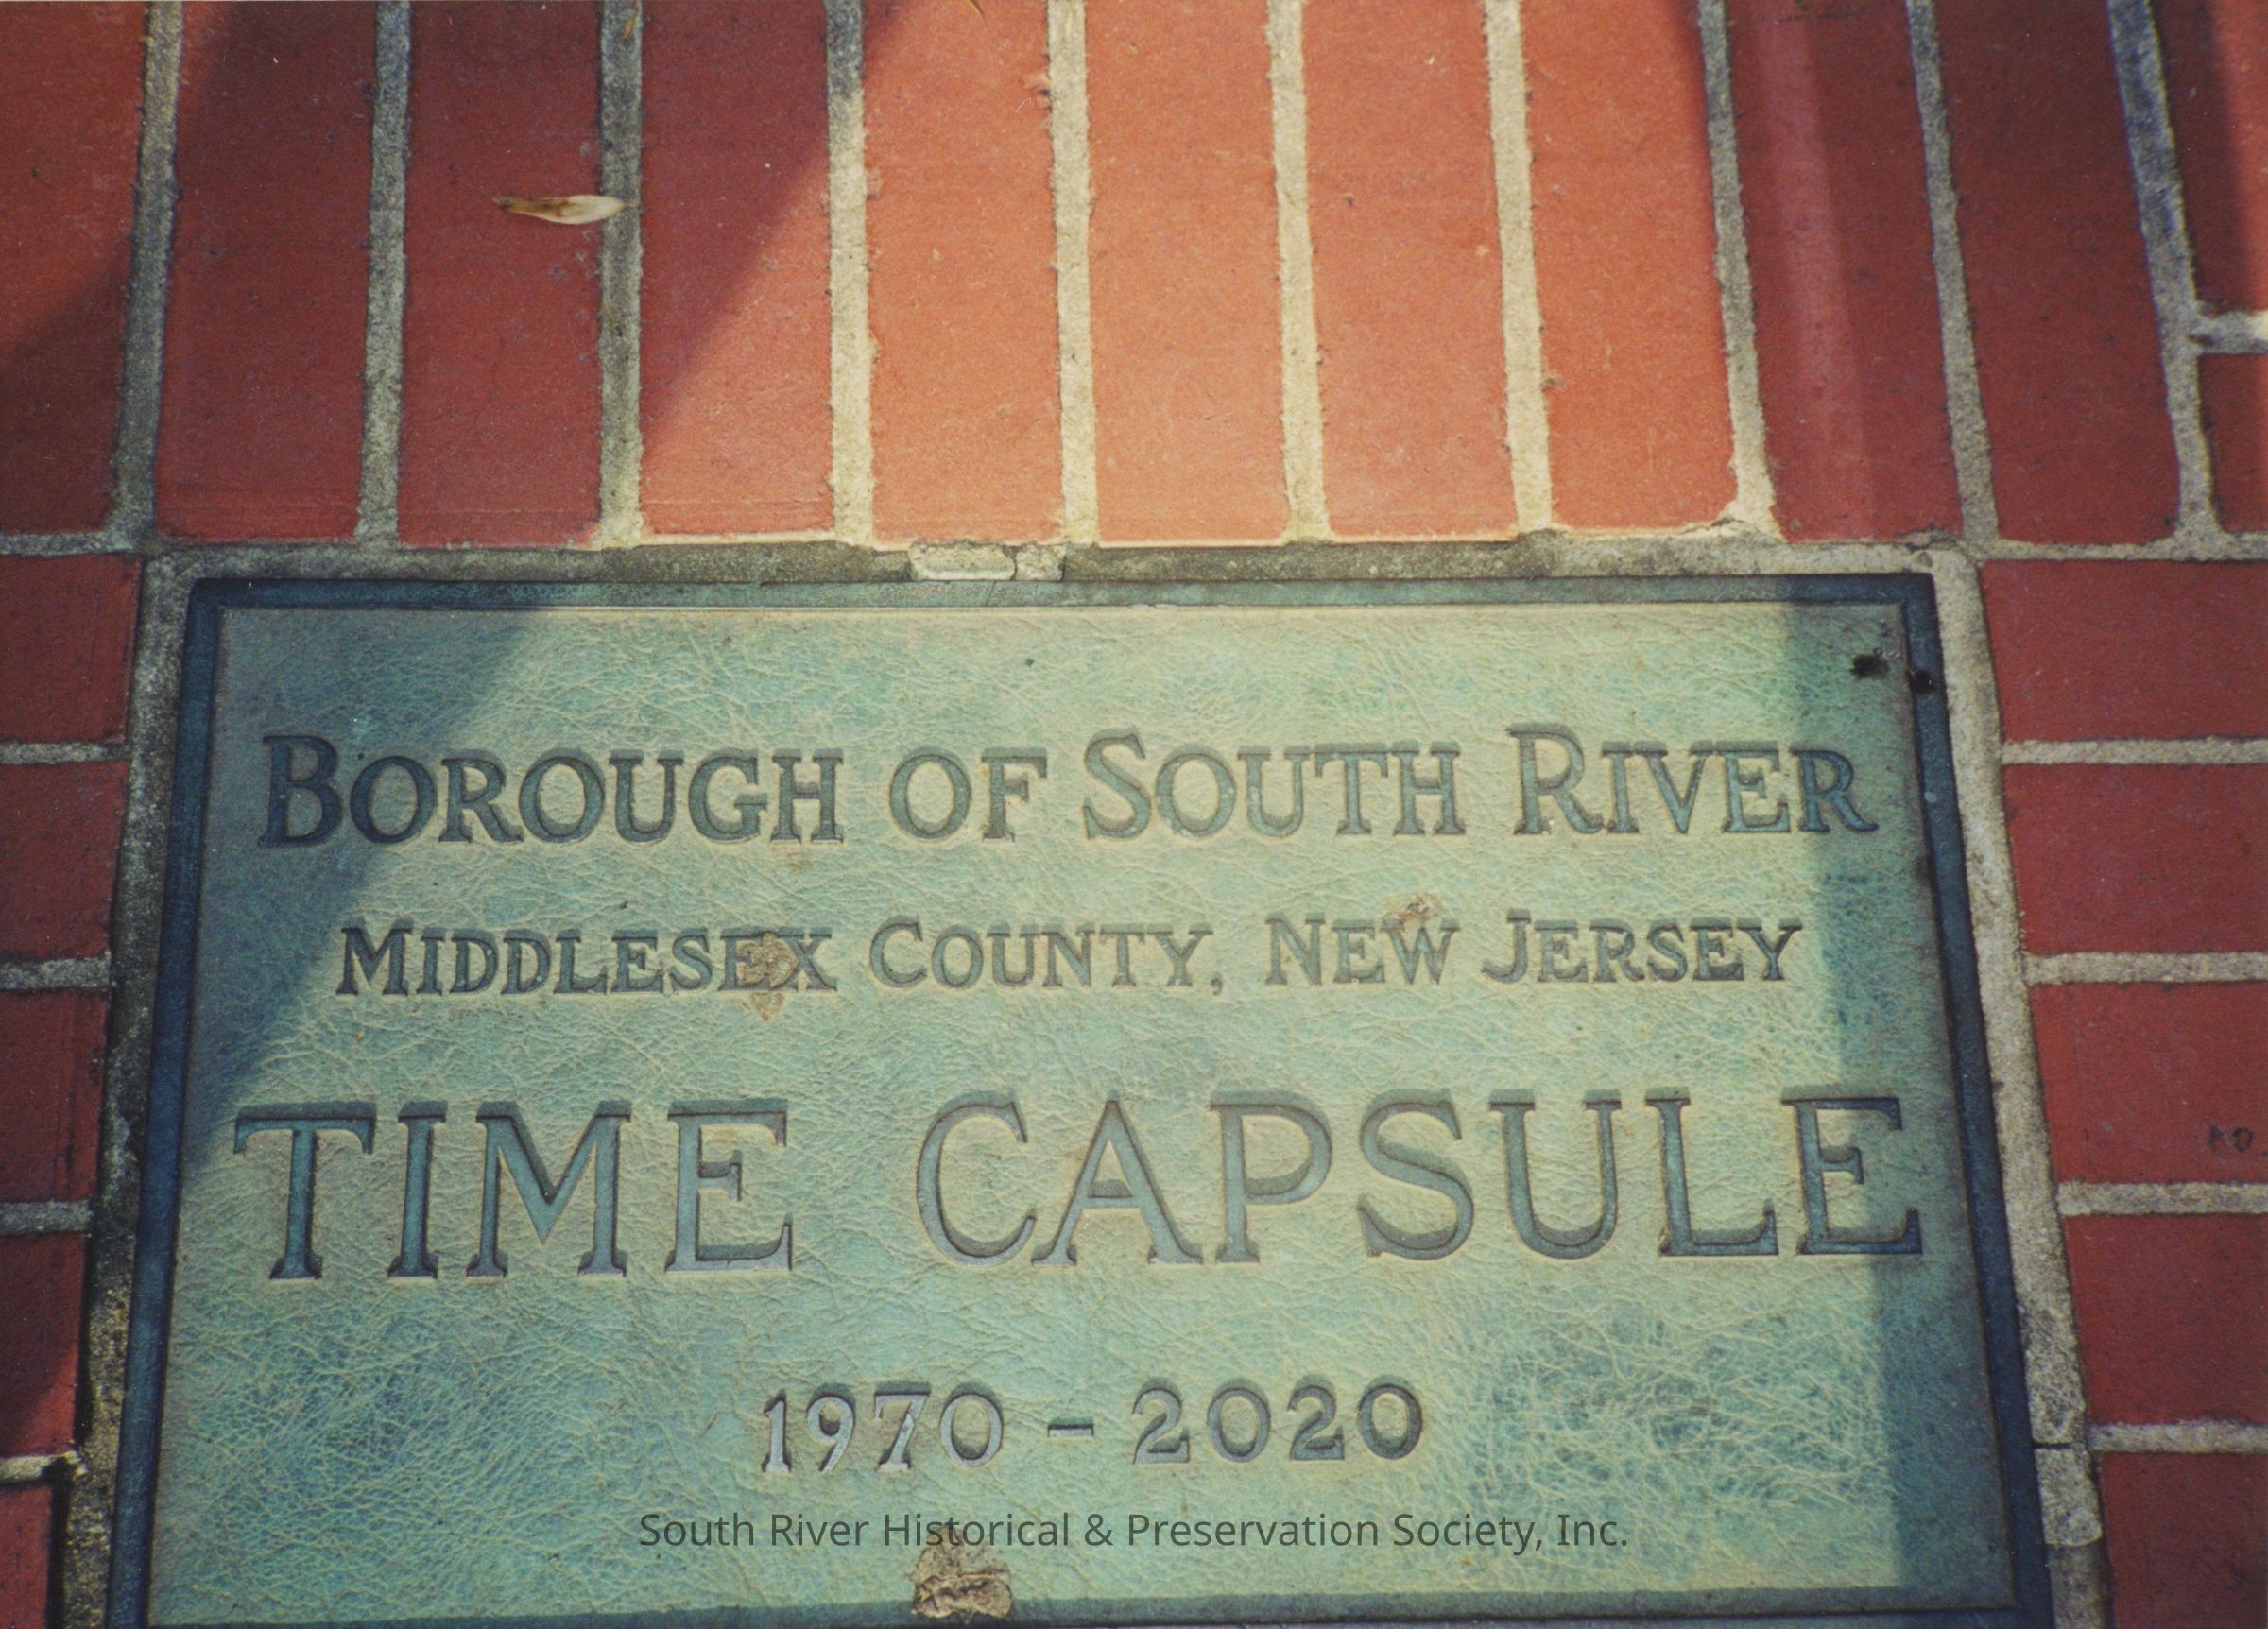 BOROUGH OF SOUTH RIVER
MIDDLESEX COUNTY, NEW JERSEY
TIME CAPSULE
1970 - 2020
South River Historical & Preservation Society, Inc.